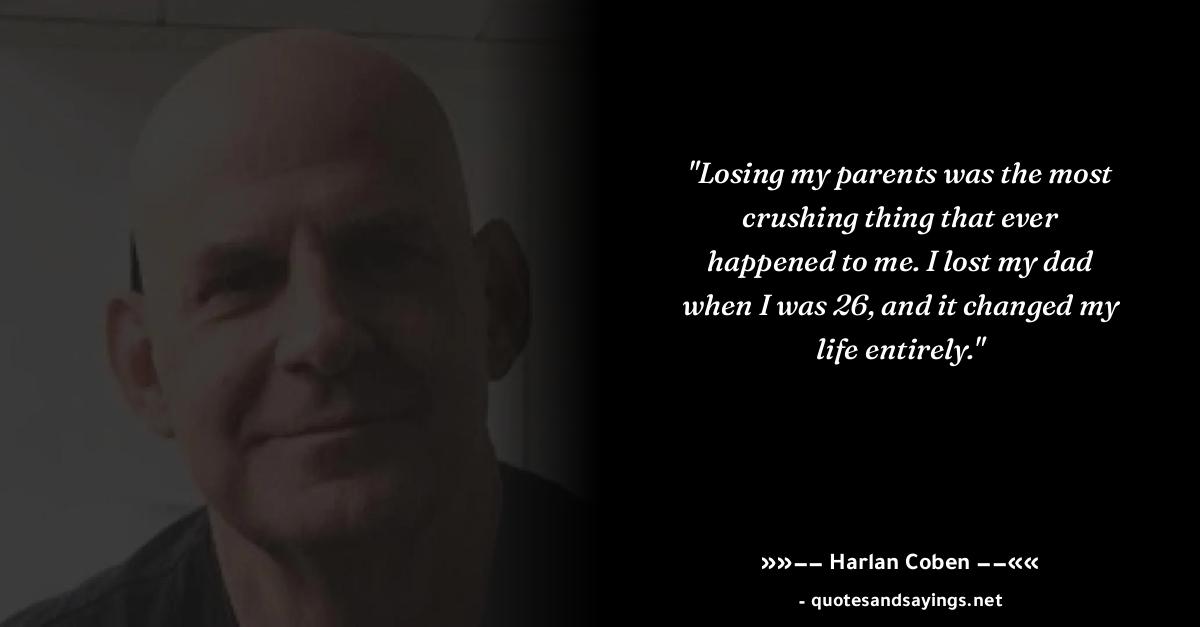 "Losing my parents was the most
crushing thing that ever
happened to me. I lost my dad
when I was 26, and it changed my
life entirely."
»»−− Harlan Coben −−««
- quotesandsayings.net